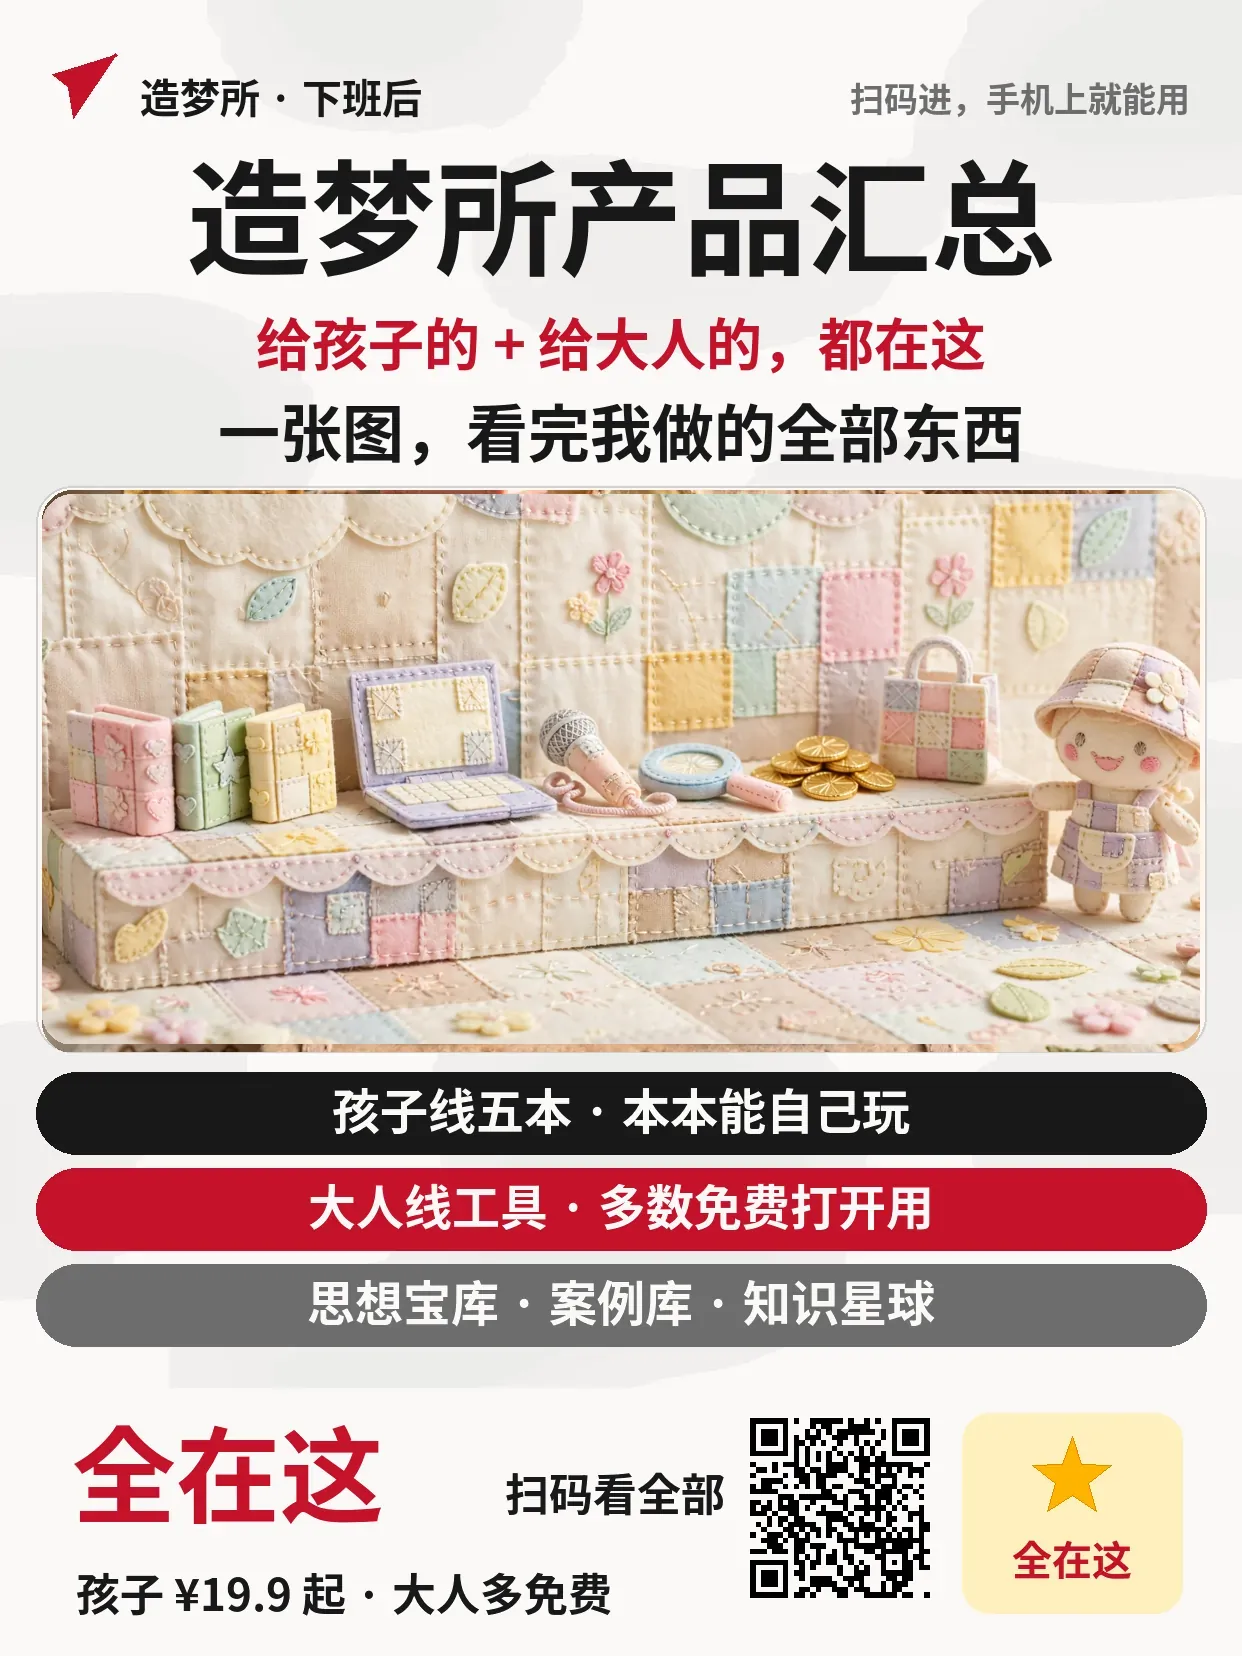 造梦所 · 下班后
扫码进，手机上就能用
造梦所产品汇总
给孩子的 + 给大人的，都在这
一张图，看完我做的全部东西
孩子线五本 · 本本能自己玩
大人线工具 · 多数免费打开用
思想宝库 · 案例库 · 知识星球
全在这
扫码看全部
全在这
孩子 ¥19.9 起 · 大人多免费